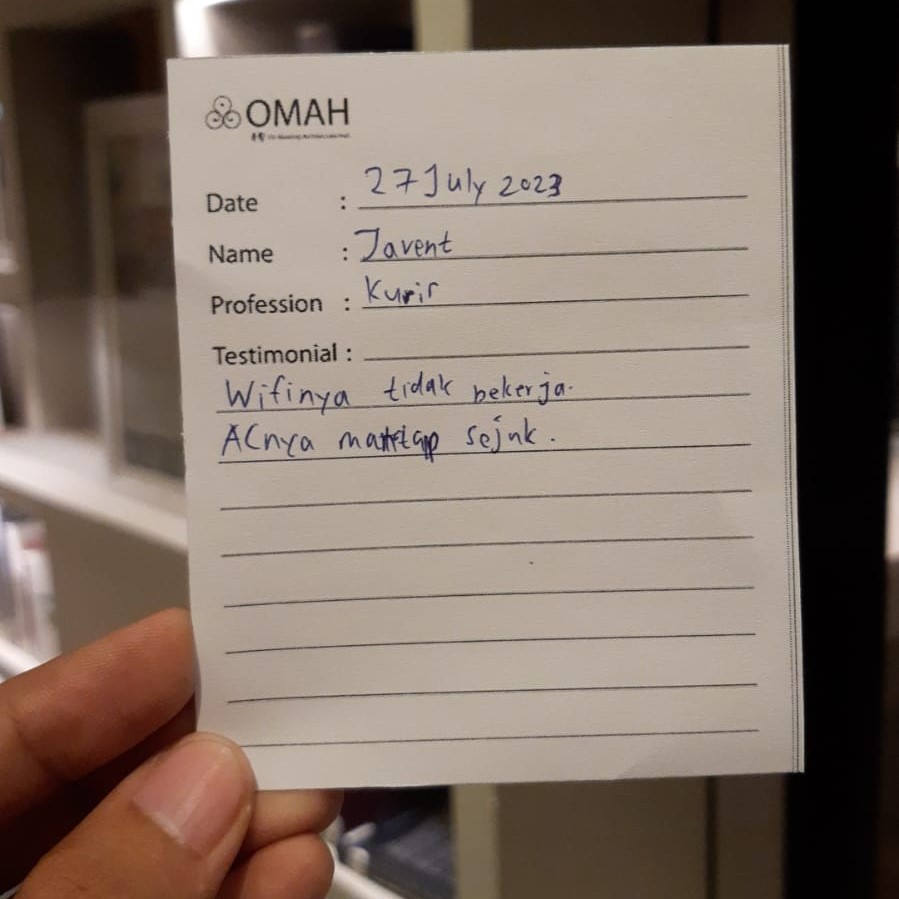 OMAH
Date : 27 July 2023
Name : Javent
Profession : Kurir
Testimonial :
Wifinya tidak bekerja.
ACnya mantap sejuk.